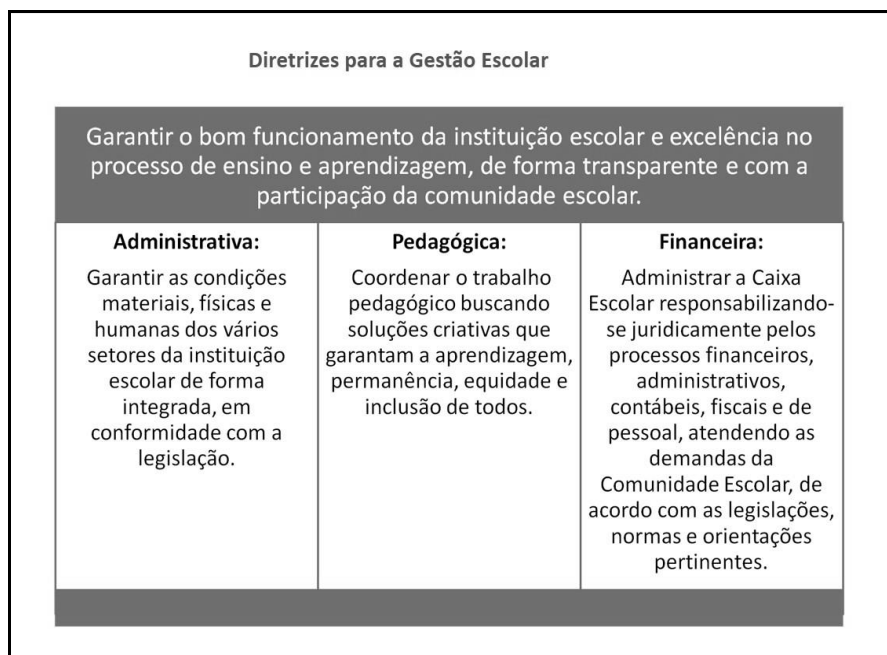 Diretrizes para a Gestão Escolar
Garantir o bom funcionamento da instituição escolar e excelência no
processo de ensino e aprendizagem, de forma transparente e com a
participação da comunidade escolar.
Administrativa:
Garantir as condições
materiais, físicas e
humanas dos vários
setores da instituição
escolar de forma
integrada, em
conformidade com a
legislação.
Pedagógica:
Coordenar o trabalho
pedagógico buscando
soluções criativas que
garantam a aprendizagem,
permanência, equidade e
inclusão de todos.
Financeira:
Administrar a Caixa
Escolar responsabilizando-
se juridicamente pelos
processos financeiros,
administrativos,
contábeis, fiscais e de
pessoal, atendendo as
demandas da
Comunidade Escolar, de
acordo com as legislações,
normas e orientações
pertinentes.